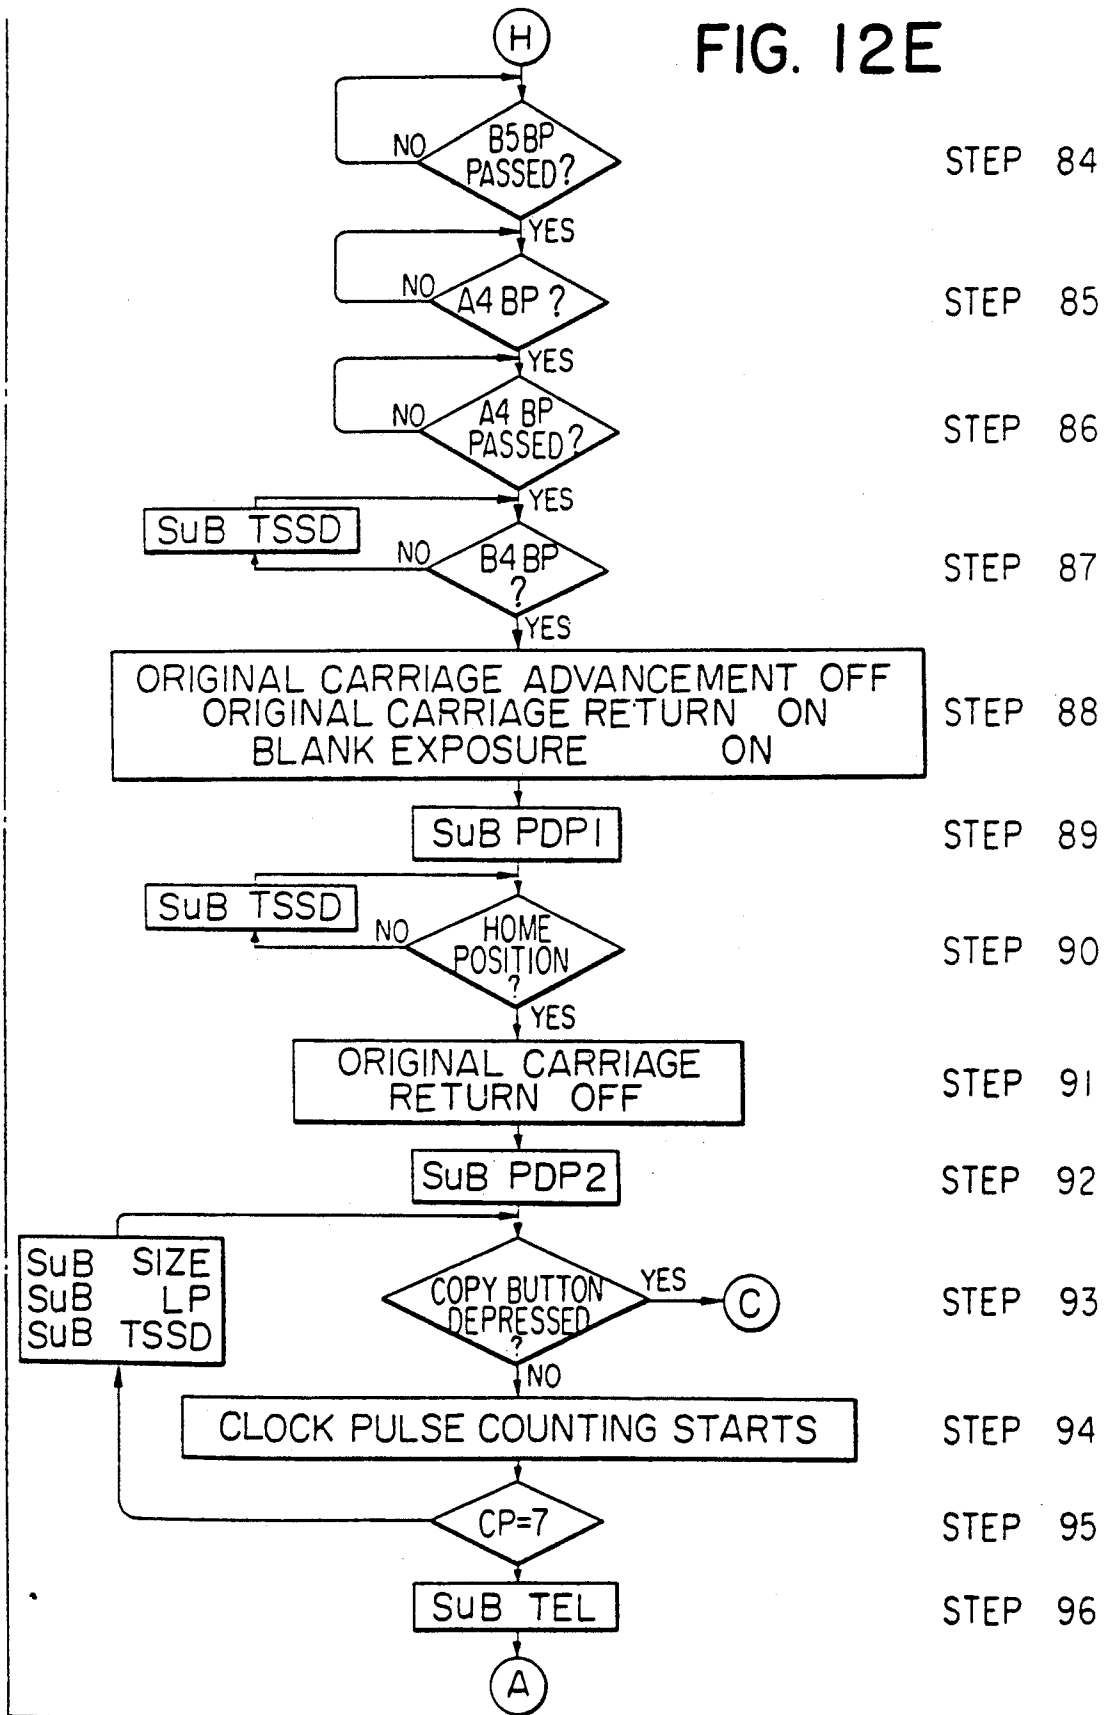 H
FIG. 12E
B5 BP
PASSED?
NO
STEP 84
YES
NO
A4 BP ?
STEP 85
YES
NO
A4 BP
PASSED?
STEP 86
YES
SuB TSSD
NO
B4 BP
?
STEP 87
YES
ORIGINAL CARRIAGE ADVANCEMENT OFF
ORIGINAL CARRIAGE RETURN ON
BLANK EXPOSURE ON
STEP 88
SuB PDP1
STEP 89
SuB TSSD
NO
HOME
POSITION
?
STEP 90
YES
ORIGINAL CARRIAGE
RETURN OFF
STEP 91
SuB PDP2
STEP 92
SuB SIZE
SuB LP
SuB TSSD
COPY BUTTON
DEPRESSED
?
YES
C
STEP 93
NO
CLOCK PULSE COUNTING STARTS
STEP 94
CP=7
STEP 95
SuB TEL
STEP 96
A